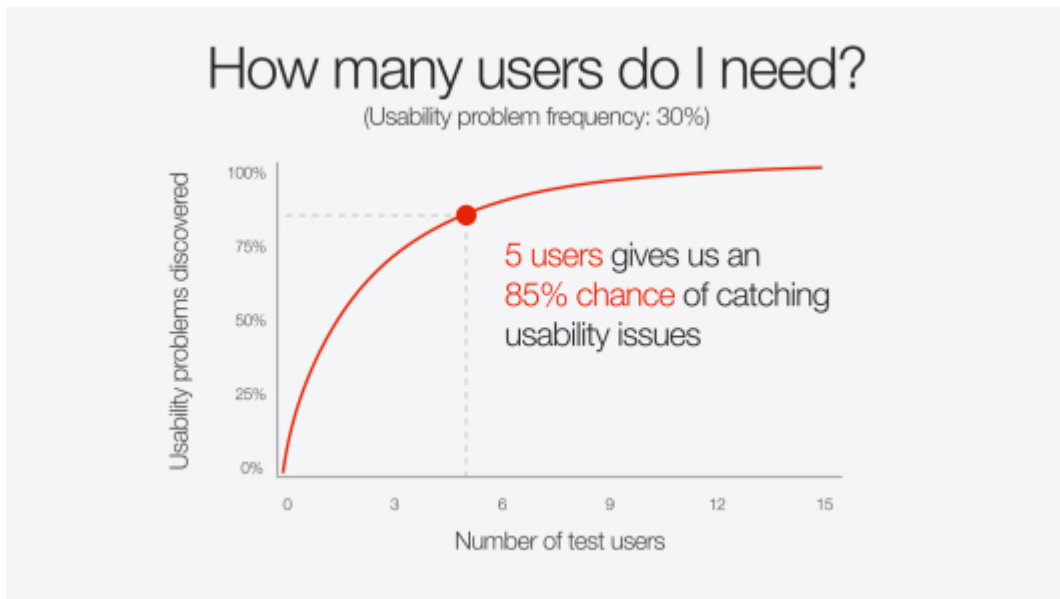 How many users do I need?
(Usability problem frequency: 30%)
Usability problems discovered
100%
75%
50%
25%
0%
5 users gives us an
85% chance of catching
usability issues
0 3 6 9 12 15
Number of test users